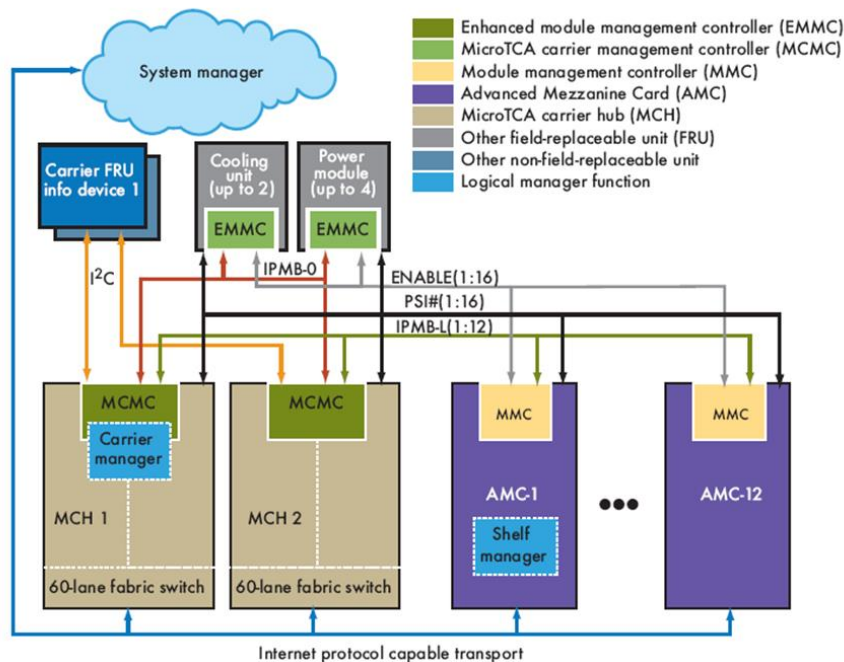 Enhanced module management controller (EMMC)
MicroTCA carrier management controller (MCMC)
Module management controller (MMC)
Advanced Mezzanine Card (AMC)
MicroTCA carrier hub (MCH)
Other field-replaceable unit (FRU)
Other non-field-replaceable unit
Logical manager function
System manager
Carrier FRU
info device 1
Cooling
unit
(up to 2)
EMMC
Power
module
(up to 4)
EMMC
I²C
IPMB-0
ENABLE(1:16)
PSI#(1:16)
IPMB-L(1:12)
MCMC
Carrier
manager
MCH 1
60-lane fabric switch
MCMC
MCH 2
60-lane fabric switch
MMC
AMC-1
Shelf
manager
MMC
AMC-12
Internet protocol capable transport